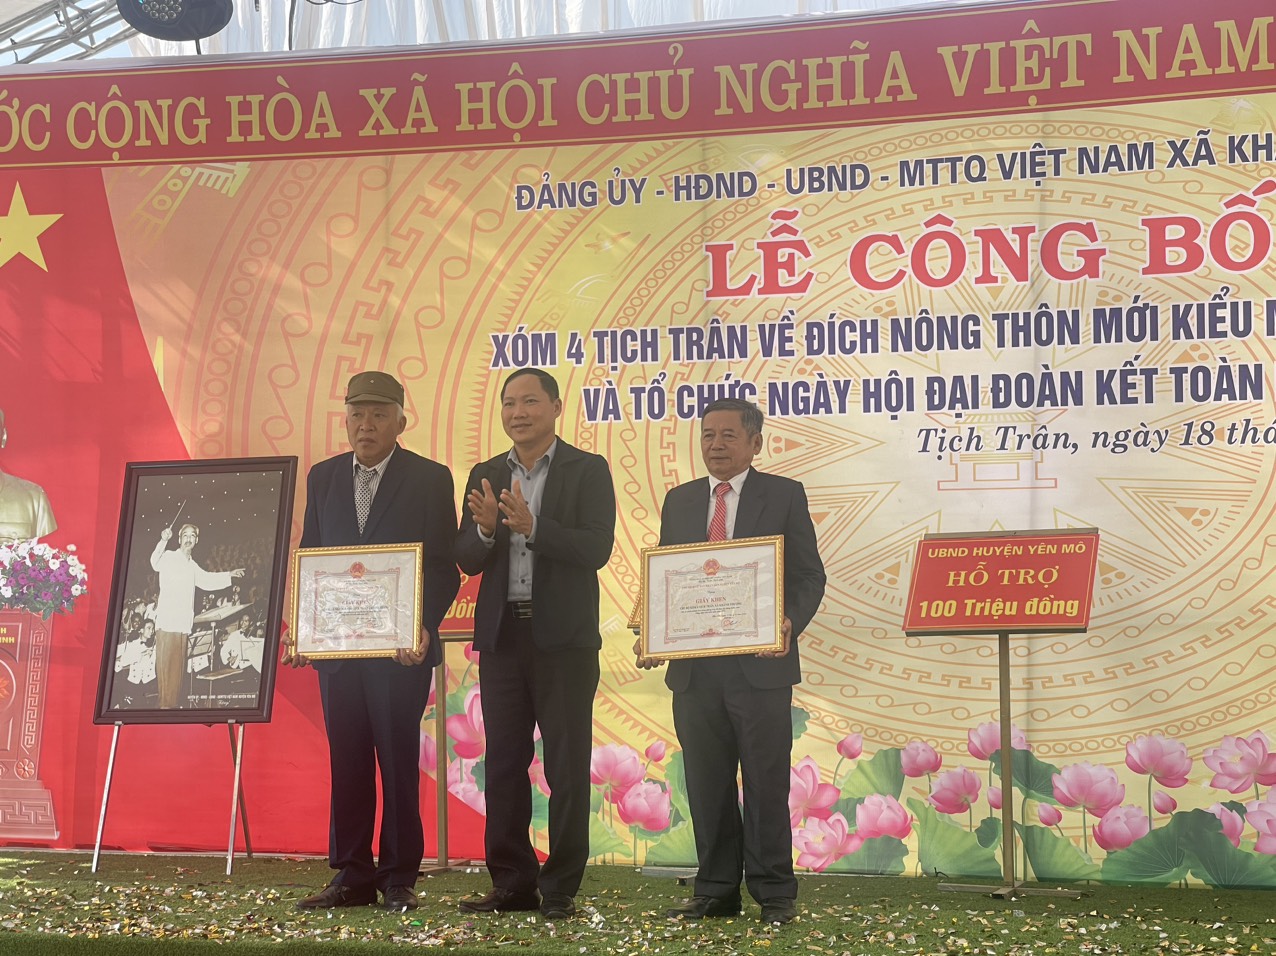 ỚC CỘNG HÒA XÃ HỘI CHỦ NGHĨA VIỆT NAM
ĐẢNG ỦY - HĐND - UBND - MTTQ VIỆT NAM XÃ KH
LỄ CÔNG BỐ
XÓM 4 TỊCH TRÂN VỀ ĐÍCH NÔNG THÔN MỚI KIỂU
VÀ TỔ CHỨC NGÀY HỘI ĐẠI ĐOÀN KẾT TOÀN
Tịch Trân, ngày 18 thá
UBND HUYỆN YÊN MÔ
HỖ TRỢ
100 Triệu đồng
đồng
GIẤY KHEN